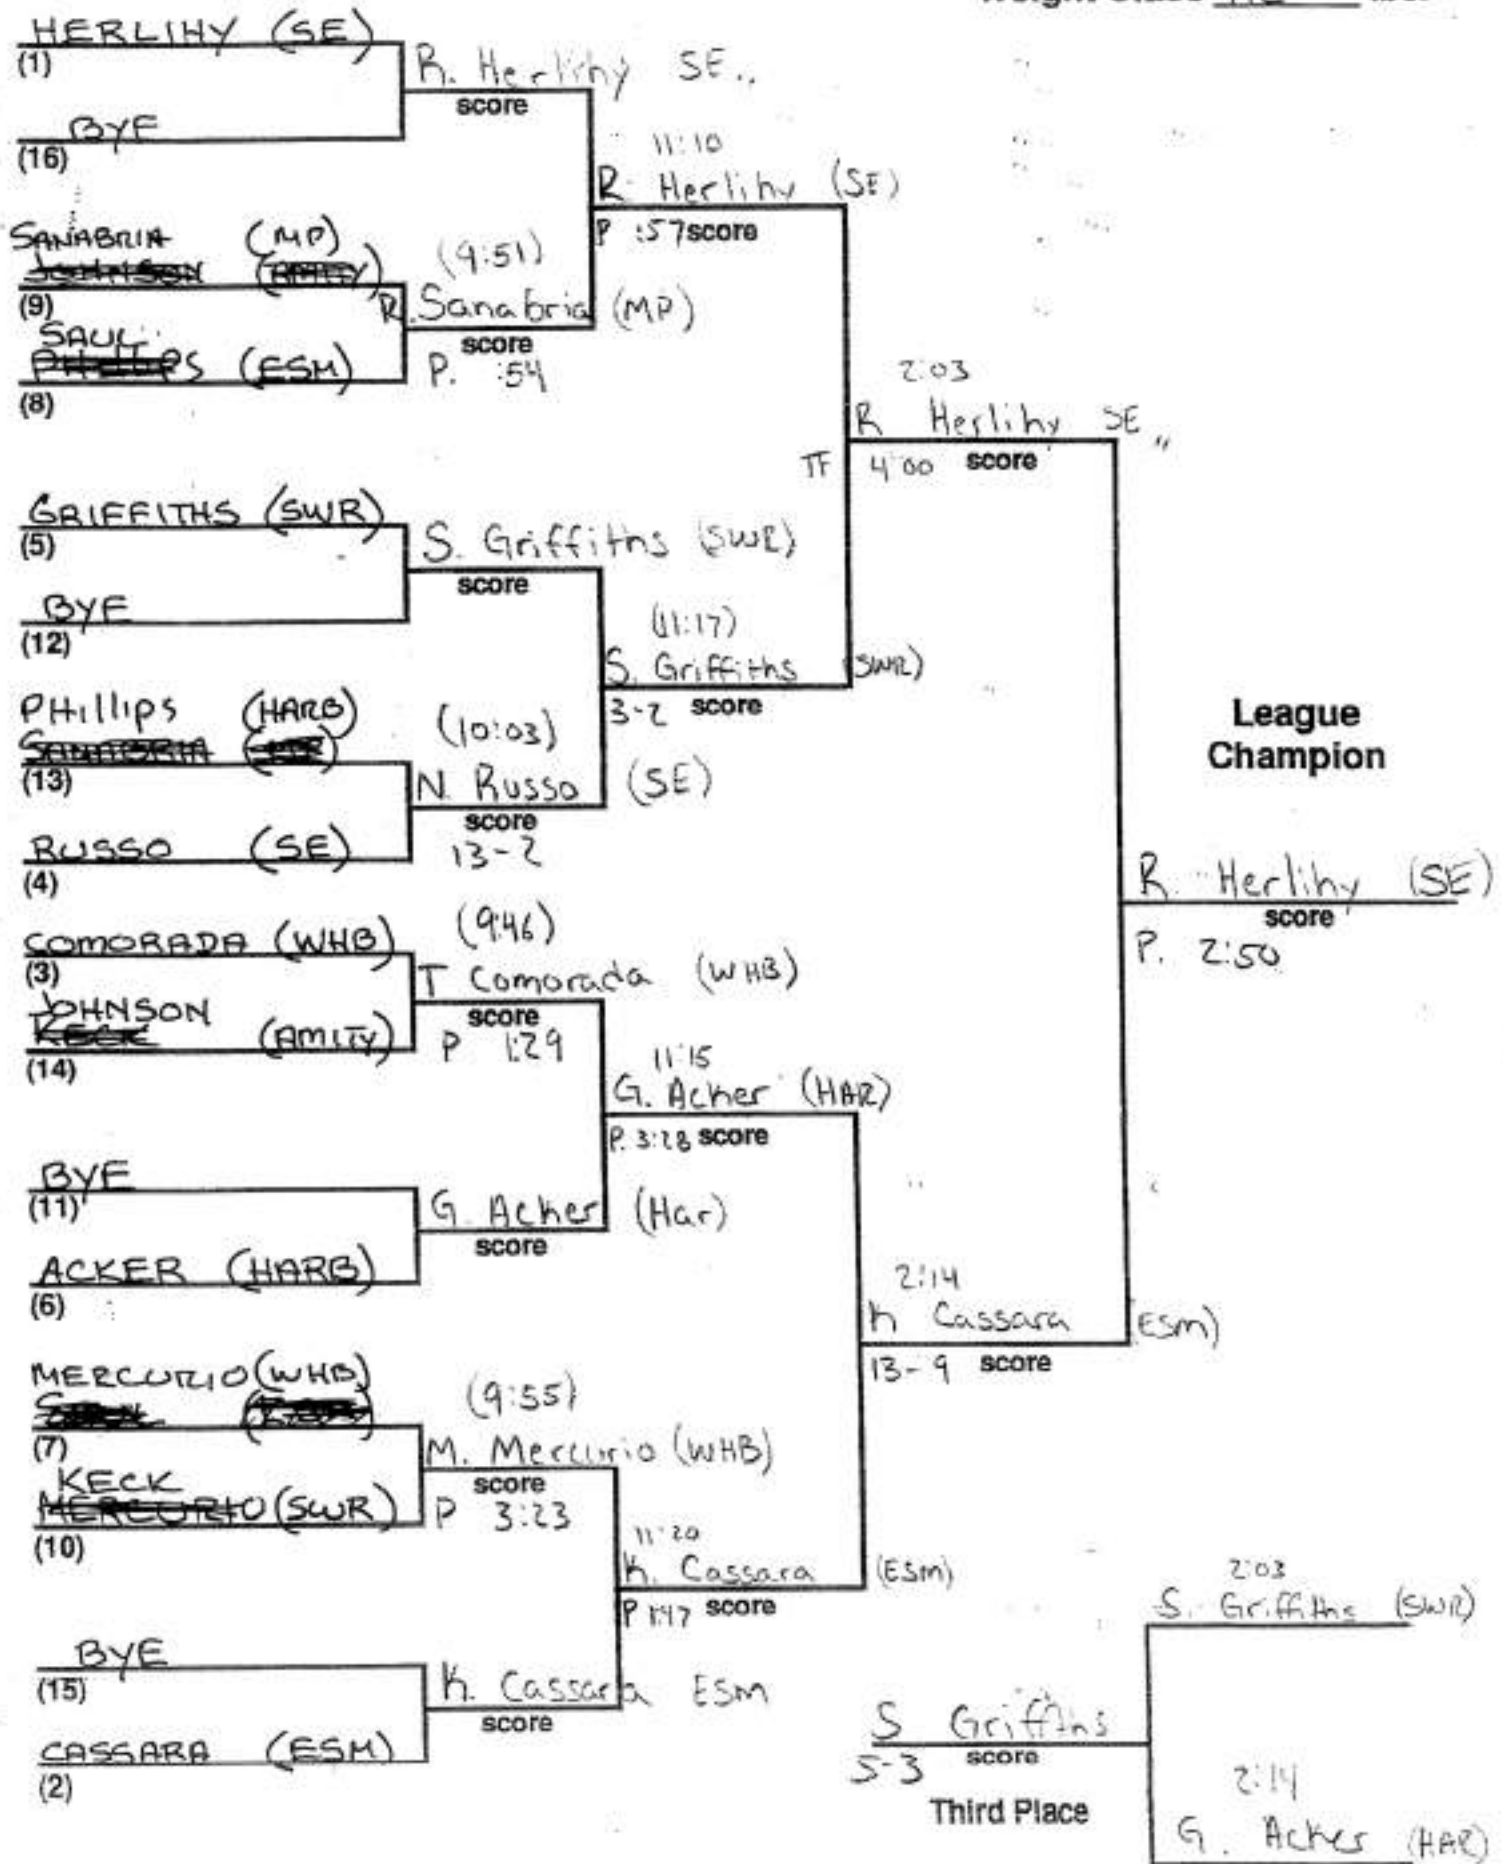 HERLIHY (SE)
(1)
R. Herlihy SE
score
BYE
(16)
11:10
R. Herlihy (SE)
P :57 score
SANABRIA (MP)
JOHNSON (AMITY)
(9)
(9:51)
R. Sanabria (MP)
score
P. :54
SAUL
PHILLIPS (ESM)
(8)
2:03
R Herlihy SE
TF 4:00 score
GRIFFITHS (SWR)
(5)
S. Griffiths (SWR)
score
BYE
(12)
(11:17)
S. Griffiths (SWR)
3-2 score
PHillips (HARB)
SANABRIA
(13)
(10:03)
N. Russo (SE)
score
13-2
RUSSO (SE)
(4)
League
Champion
R. Herlihy (SE)
score
P. 2:50
COMORADA (WHB)
(3)
(9:46)
T Comorada (WHB)
score
P 1:29
JOHNSON
KECK (AMITY)
(14)
11:15
G. Acker (HAR)
P. 3:28 score
BYE
(11)
G. Acker (Har)
score
ACKER (HARB)
(6)
2:14
K Cassara (ESM)
13-9 score
MERCURIO (WHB)
(7)
(9:55)
M. Mercurio (WHB)
score
P 3:23
KECK
MERCURIO (SWR)
(10)
11:20
K. Cassara (ESM)
P 1:47 score
BYE
(15)
K. Cassara ESM
score
CASSARA (ESM)
(2)
2:03
S. Griffiths (SWR)
S Griffiths
5-3 score
Third Place
2:14
G. Acker (HAR)